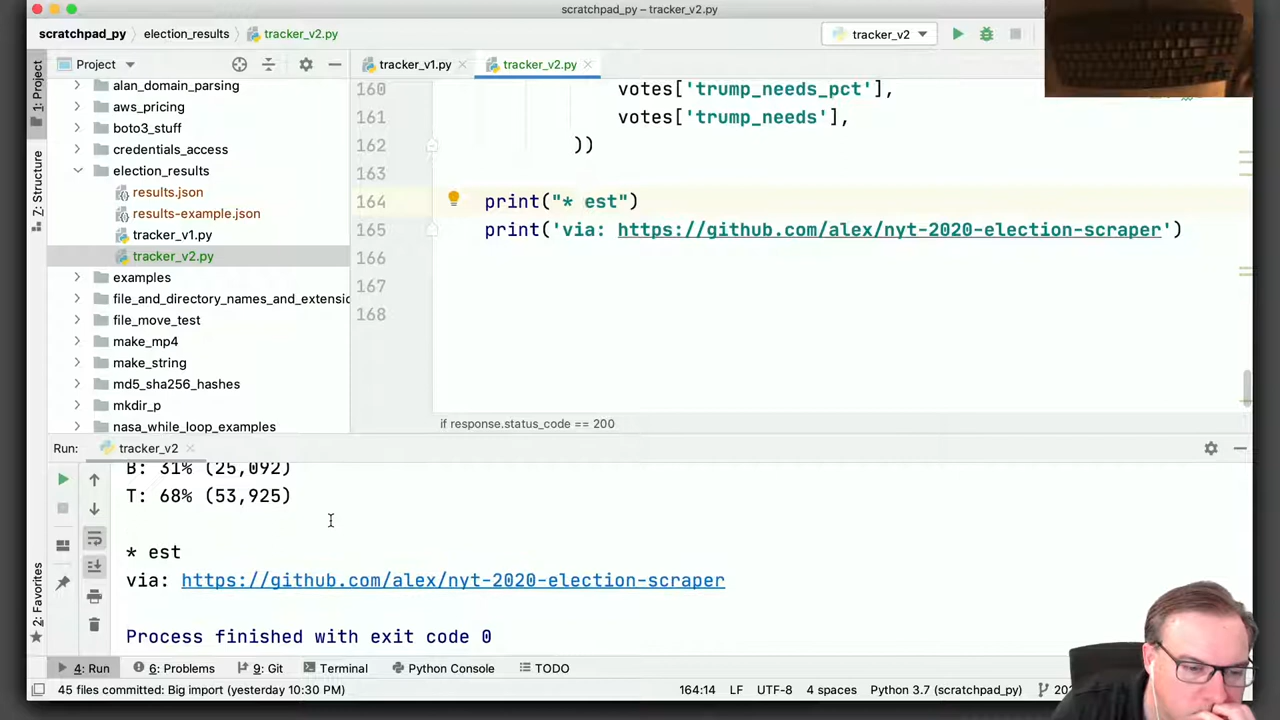 scratchpad_py – tracker_v2.py
scratchpad_py election_results tracker_v2.py
tracker_v2
1: Project
Z: Structure
2: Favorites
Project
alan_domain_parsing
aws_pricing
boto3_stuff
credentials_access
election_results
results.json
results-example.json
tracker_v1.py
tracker_v2.py
examples
file_and_directory_names_and_extensio
file_move_test
make_mp4
make_string
md5_sha256_hashes
mkdir_p
nasa_while_loop_examples
tracker_v1.py tracker_v2.py
160 votes['trump_needs_pct'],
161 votes['trump_needs'],
162 ))
163
164 print("* est")
165 print('via: https://github.com/alex/nyt-2020-election-scraper')
166
167
168
if response.status_code == 200
Run: tracker_v2
B: 31% (25,092)
T: 68% (53,925)
* est
via: https://github.com/alex/nyt-2020-election-scraper
Process finished with exit code 0
4: Run 6: Problems 9: Git Terminal Python Console TODO
45 files committed: Big import (yesterday 10:30 PM) 164:14 LF UTF-8 4 spaces Python 3.7 (scratchpad_py)